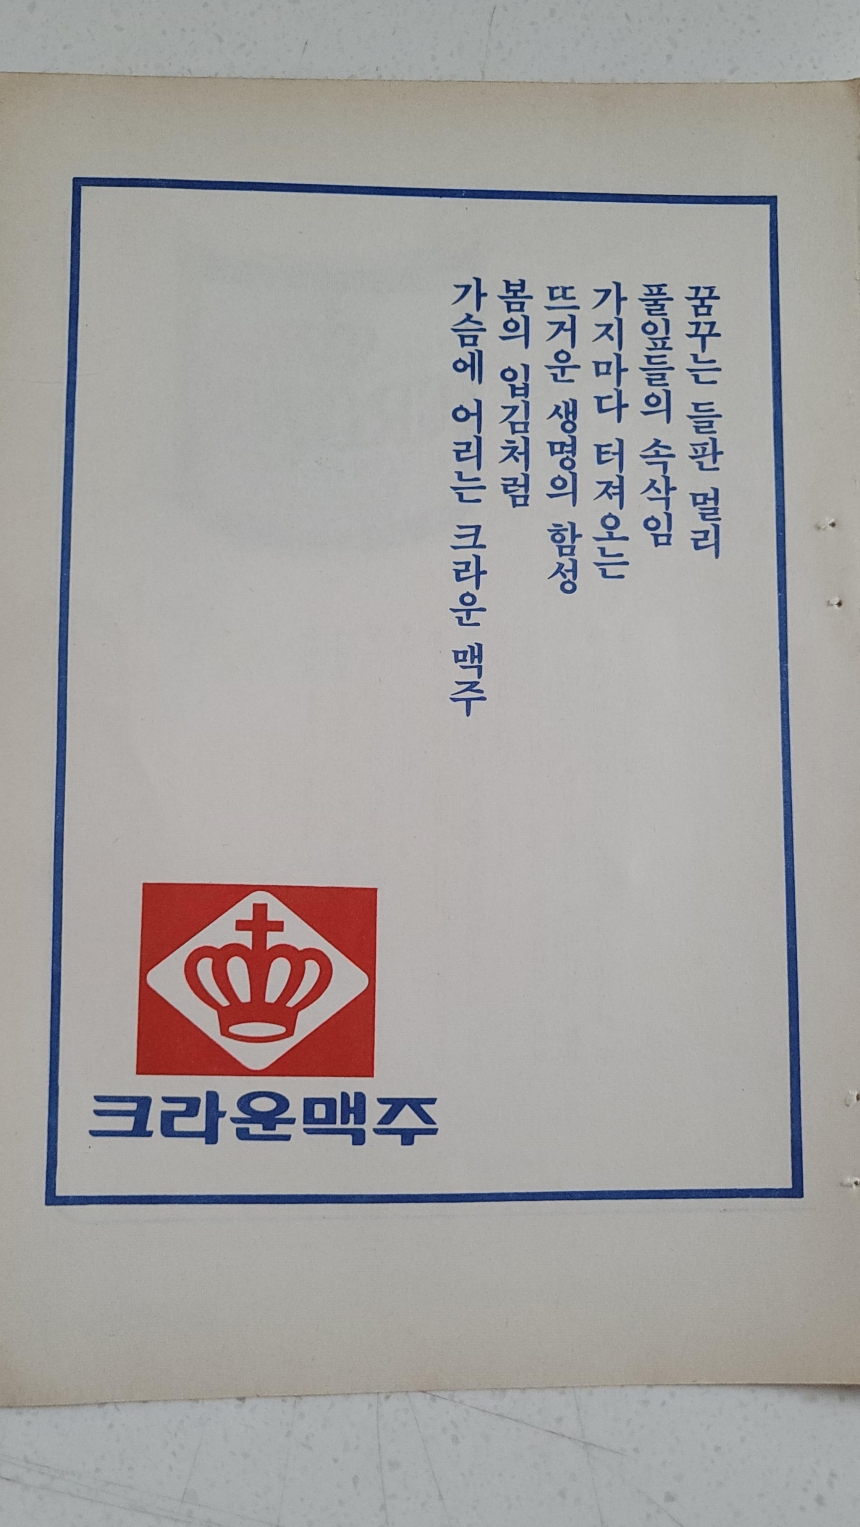 꿈꾸는 들판 멀리
풀잎들의 속삭임
가지마다 터져오는
뜨거운 생명의 함성
봄의 입김처럼
가슴에 어리는 크라운 맥주
크라운맥주